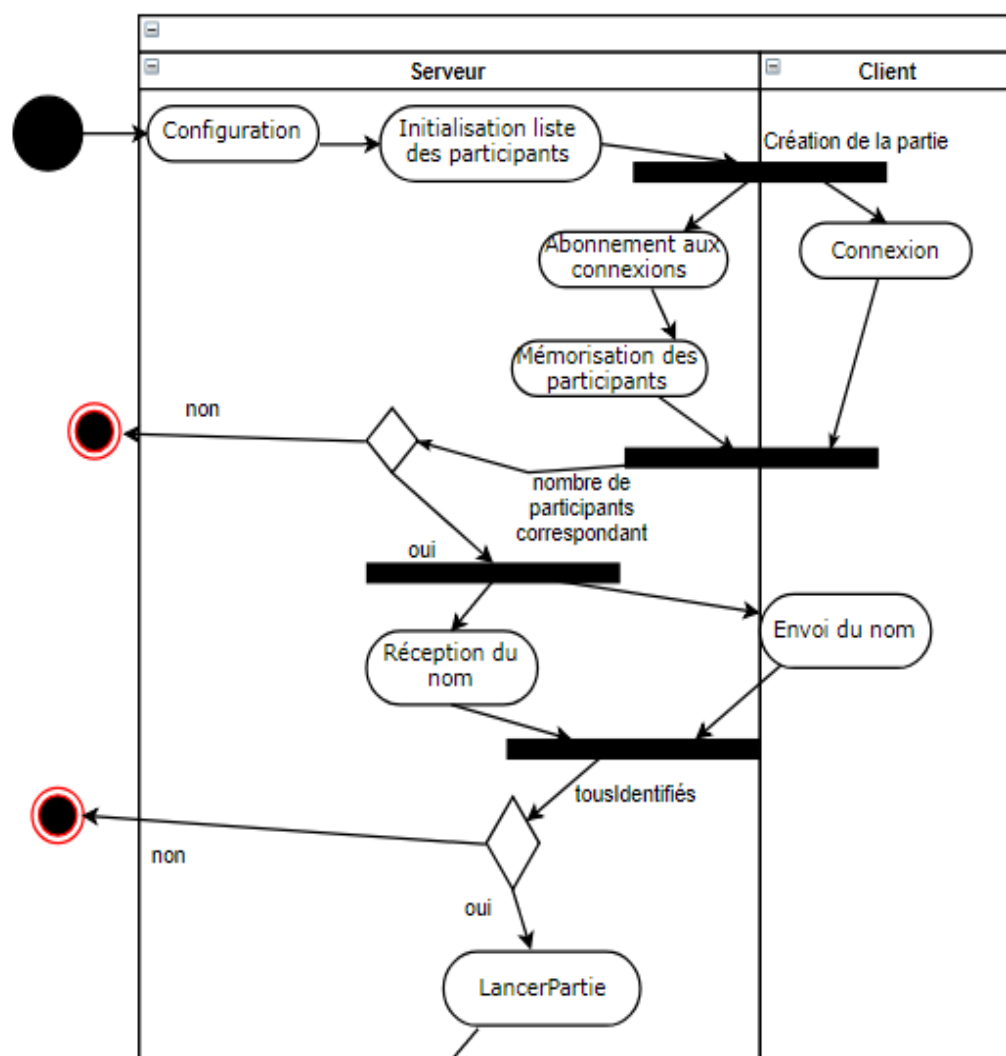 Serveur
Client
Configuration
Initialisation liste
des participants
Création de la partie
Abonnement aux
connexions
Connexion
Mémorisation des
participants
non
nombre de
participants
correspondant
oui
Envoi du nom
Réception du
nom
tousIdentifiés
non
oui
LancerPartie